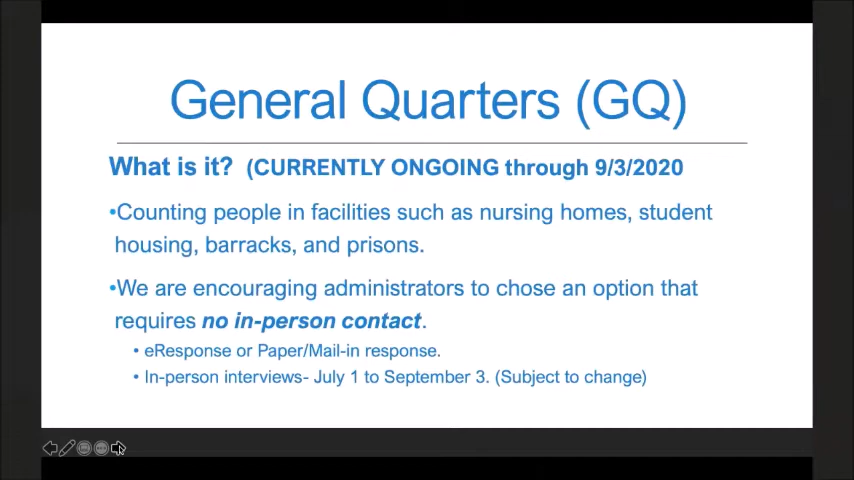 General Quarters (GQ)
What is it? (CURRENTLY ONGOING through 9/3/2020
•Counting people in facilities such as nursing homes, student
housing, barracks, and prisons.
•We are encouraging administrators to chose an option that
requires no in-person contact.
• eResponse or Paper/Mail-in response.
• In-person interviews- July 1 to September 3. (Subject to change)